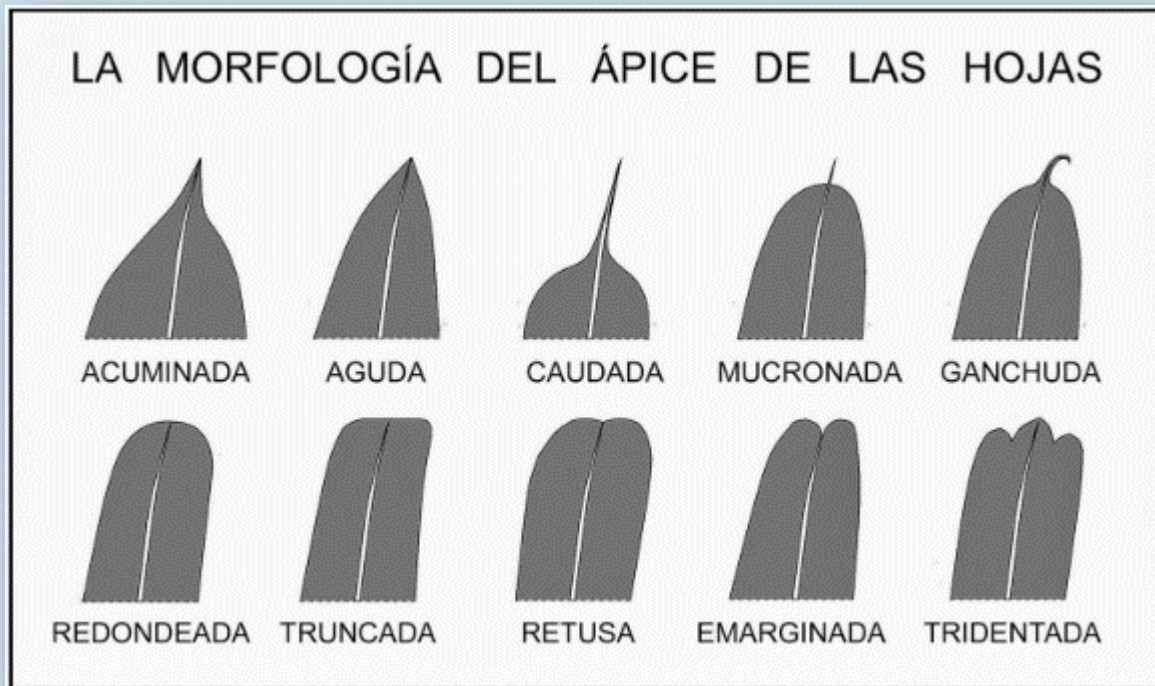 LA MORFOLOGÍA DEL ÁPICE DE LAS HOJAS
ACUMINADA AGUDA CAUDADA MUCRONADA GANCHUDA
REDONDEADA TRUNCADA RETUSA EMARGINADA TRIDENTADA